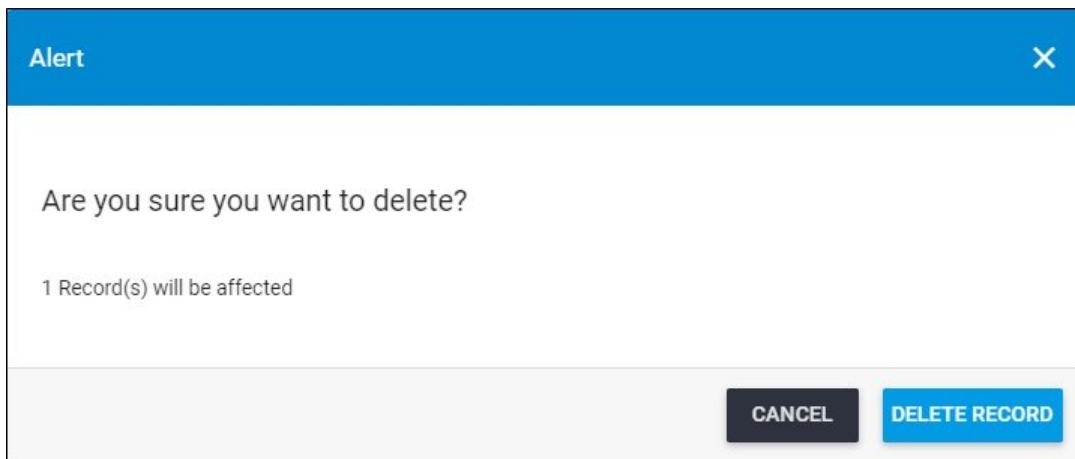 Alert
Are you sure you want to delete?
1 Record(s) will be affected
CANCEL DELETE RECORD